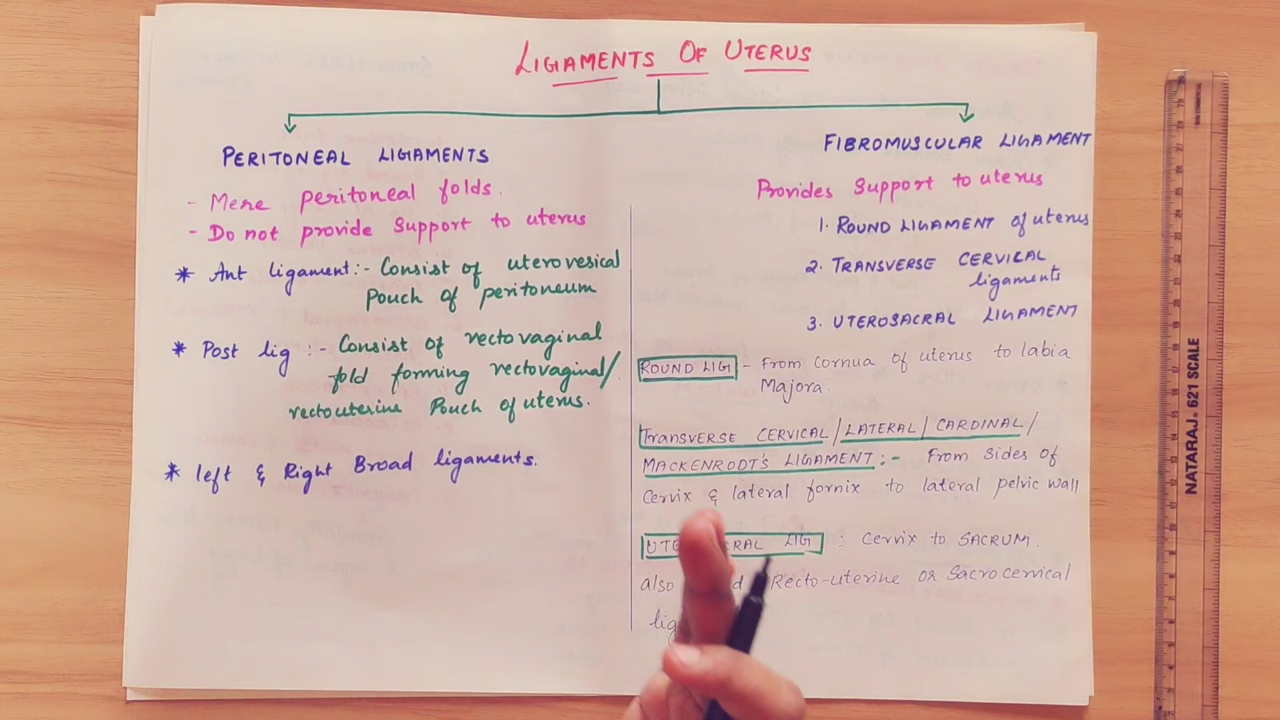 LIGAMENTS OF UTERUS
PERITONEAL LIGAMENTS
- Mere peritoneal folds.
- Do not provide Support to uterus
* Ant ligament:- Consist of uterovesical
Pouch of peritoneum
* Post lig :- Consist of rectovaginal
fold forming rectovaginal/
rectouterine Pouch of uterus.
* left & Right Broad ligaments.
FIBROMUSCULAR LIGAMENT
Provides Support to uterus
1. ROUND LIGAMENT of uterus
2. TRANSVERSE CERVICAL
ligaments
3. UTEROSACRAL LIGAMENT
ROUND LIG - From Cornua of uterus to labia
Majora.
TRANSVERSE CERVICAL / LATERAL / CARDINAL /
MACKENRODT'S LIGAMENT :- From Sides of
Cervix & lateral fornix to lateral pelvic wall
LIG : Cervix to SACRUM.
also Recto-uterine or Sacrocervical
NATARAJ® 621 SCALE